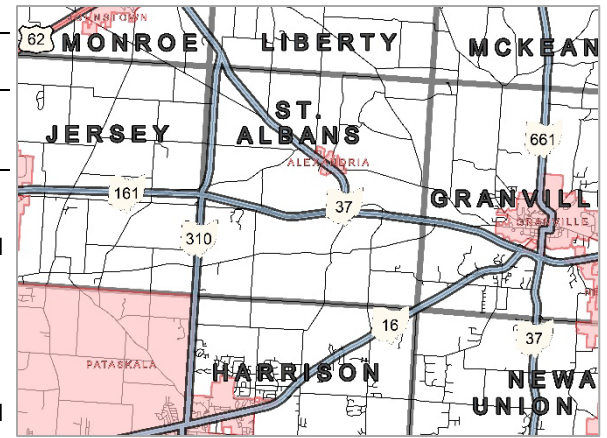 62
MONROE
LIBERTY
MCKEAN
ST.
ALBANS
JERSEY
661
ALEXANDRIA
161
37
GRANVILL
GRANVILLE
310
16
37
PATASKALA
HARRISON
NEWA
UNION